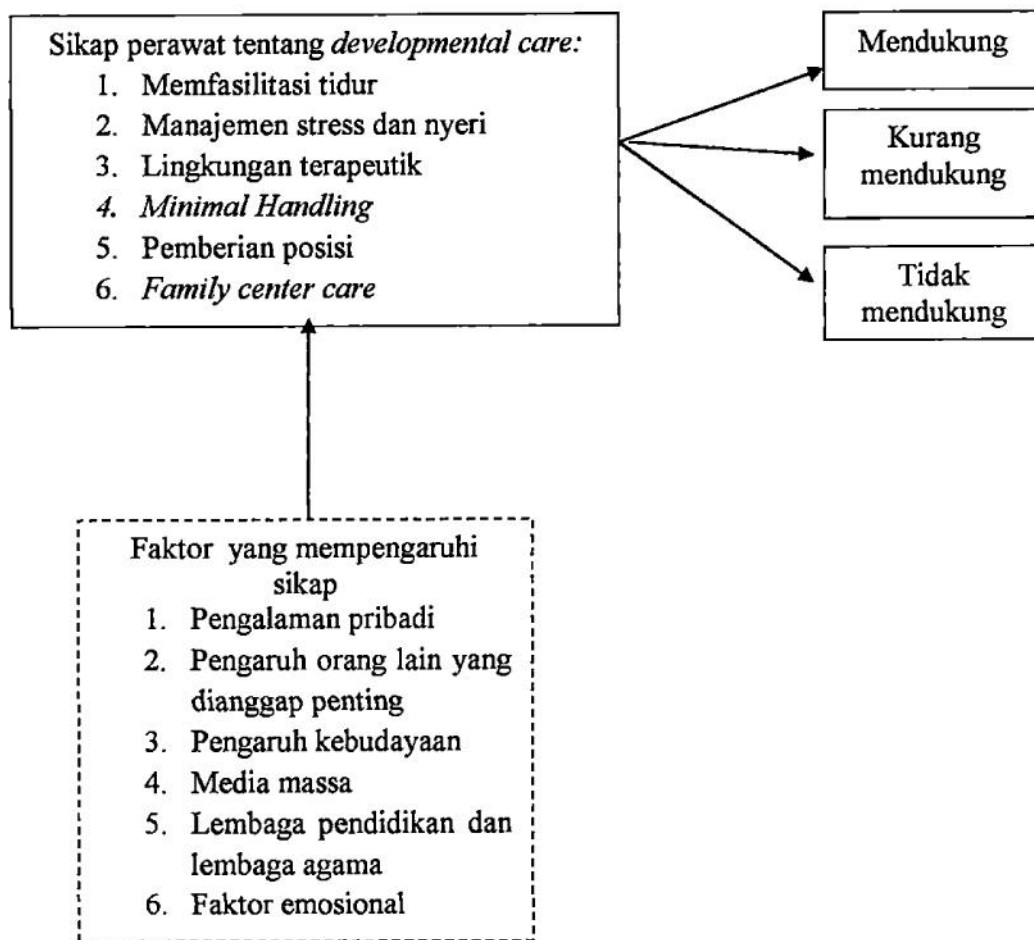 Sikap perawat tentang developmental care:
1. Memfasilitasi tidur
2. Manajemen stress dan nyeri
3. Lingkungan terapeutik
4. Minimal Handling
5. Pemberian posisi
6. Family center care
Mendukung
Kurang
mendukung
Tidak
mendukung
Faktor yang mempengaruhi
sikap
1. Pengalaman pribadi
2. Pengaruh orang lain yang
dianggap penting
3. Pengaruh kebudayaan
4. Media massa
5. Lembaga pendidikan dan
lembaga agama
6. Faktor emosional